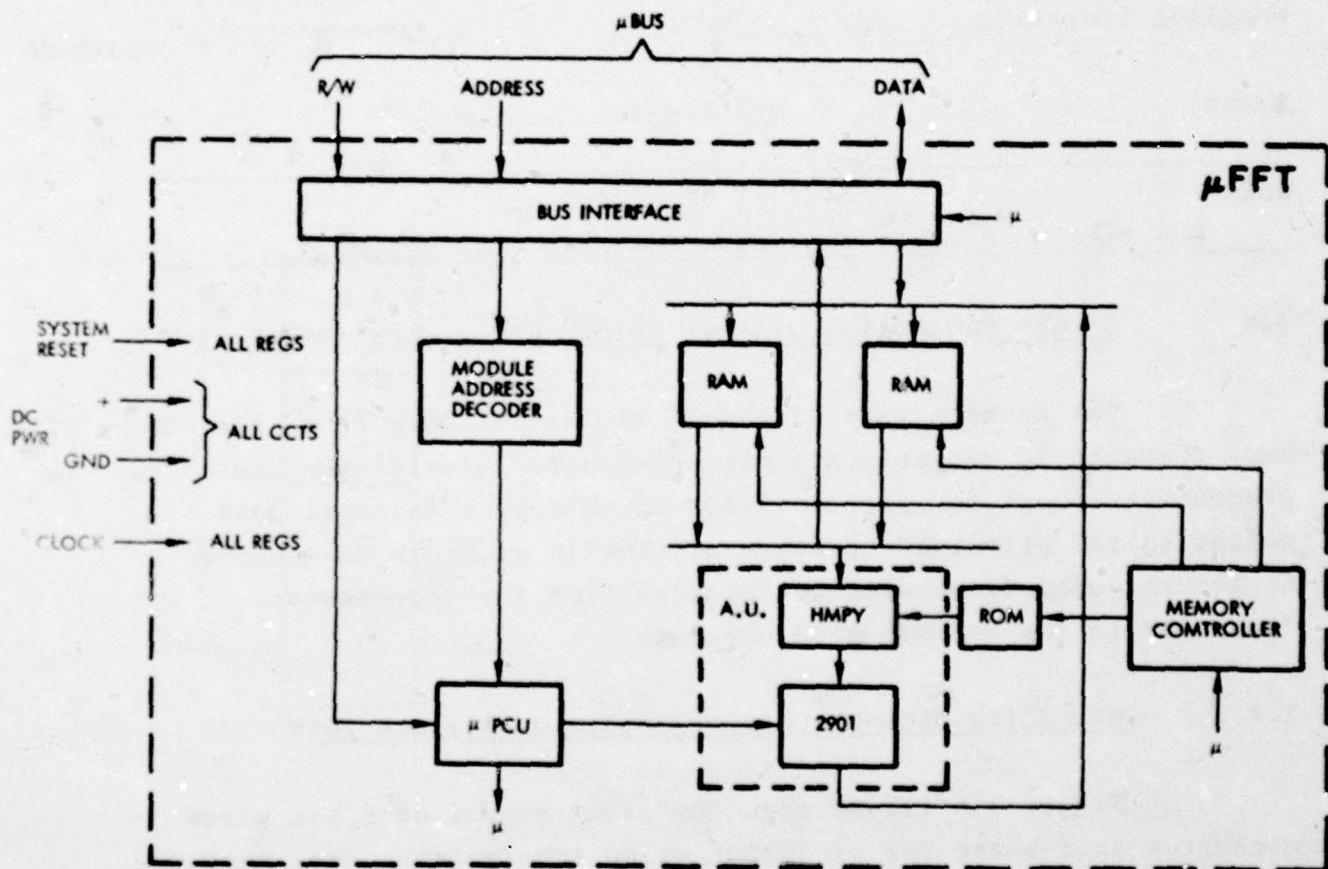 μBUS
R/W
ADDRESS
DATA
μFFT
BUS INTERFACE
μ
SYSTEM
RESET
ALL REGS
MODULE
ADDRESS
DECODER
RAM
RAM
+
DC
PWR
ALL CCTS
GND
CLOCK
ALL REGS
A.U.
HMPY
ROM
MEMORY
COMTROLLER
μ PCU
2901
μ
μ